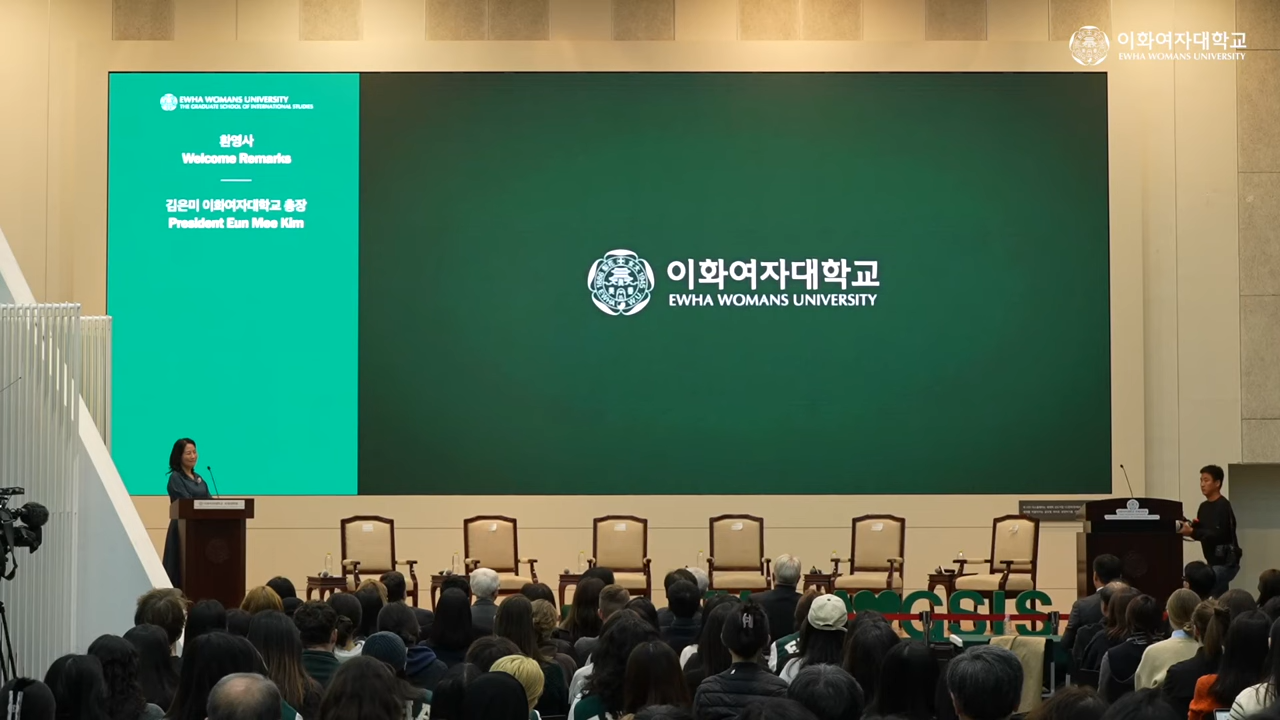 이화여자대학교
EWHA WOMANS UNIVERSITY
EWHA WOMANS UNIVERSITY
THE GRADUATE SCHOOL OF INTERNATIONAL STUDIES
환영사
Welcome Remarks
김은미 이화여자대학교 총장
President Eun Mee Kim
이화여자대학교
EWHA WOMANS UNIVERSITY
GSIS